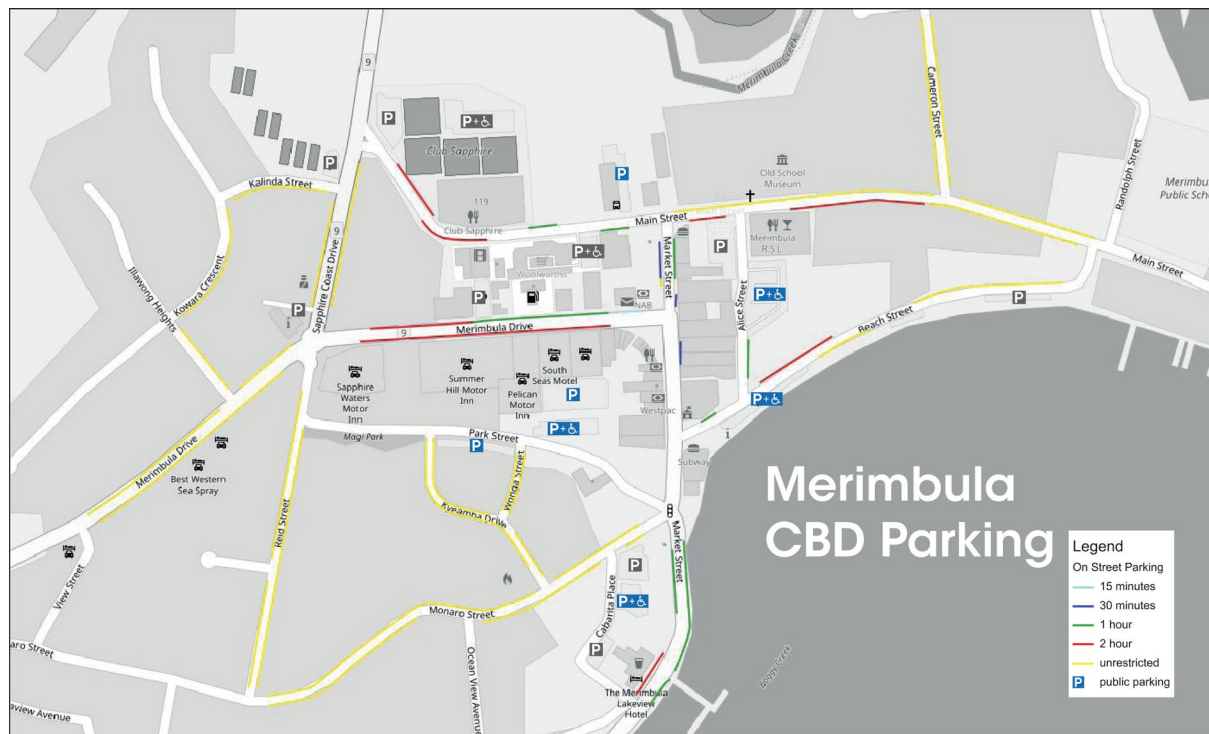 9
Cameron Street
Merimbula Creek
P
P+♿
Club Sapphire
P
P
Old School
Museum
Randolph Street
Merimbu
Public Scho
Kalinda Street
119
Club Sapphire
Main Street
9
Merimbula
R.S.L
P
Market Street
P+♿
Woolworths
Illawong Heights
Kowara Crescent
Sapphire Coast Drive
Main Street
P
P
NAB
Alice Street
P+♿
P
i
9
Merimbula Drive
Beach Street
Sapphire
Waters
Motor
Inn
Summer
Hill Motor
Inn
South
Seas Motel
Pelican
Motor
Inn
P
P+♿
Westpac
P+♿
i
Magi Park
Park Street
P
Subway
Merimbula Drive
Best Western
Sea Spray
Wonga Street
Kyeamba Drive
Reid Street
Merimbula
CBD Parking
View Street
Market Street
P
P+♿
Cabarita Place
Monaro Street
aro Street
P
Ocean View Avenue
Boggy Creek
The Merimbula
Lakeview
Hotel
aview Avenue
Legend
On Street Parking
15 minutes
30 minutes
1 hour
2 hour
unrestricted
P public parking